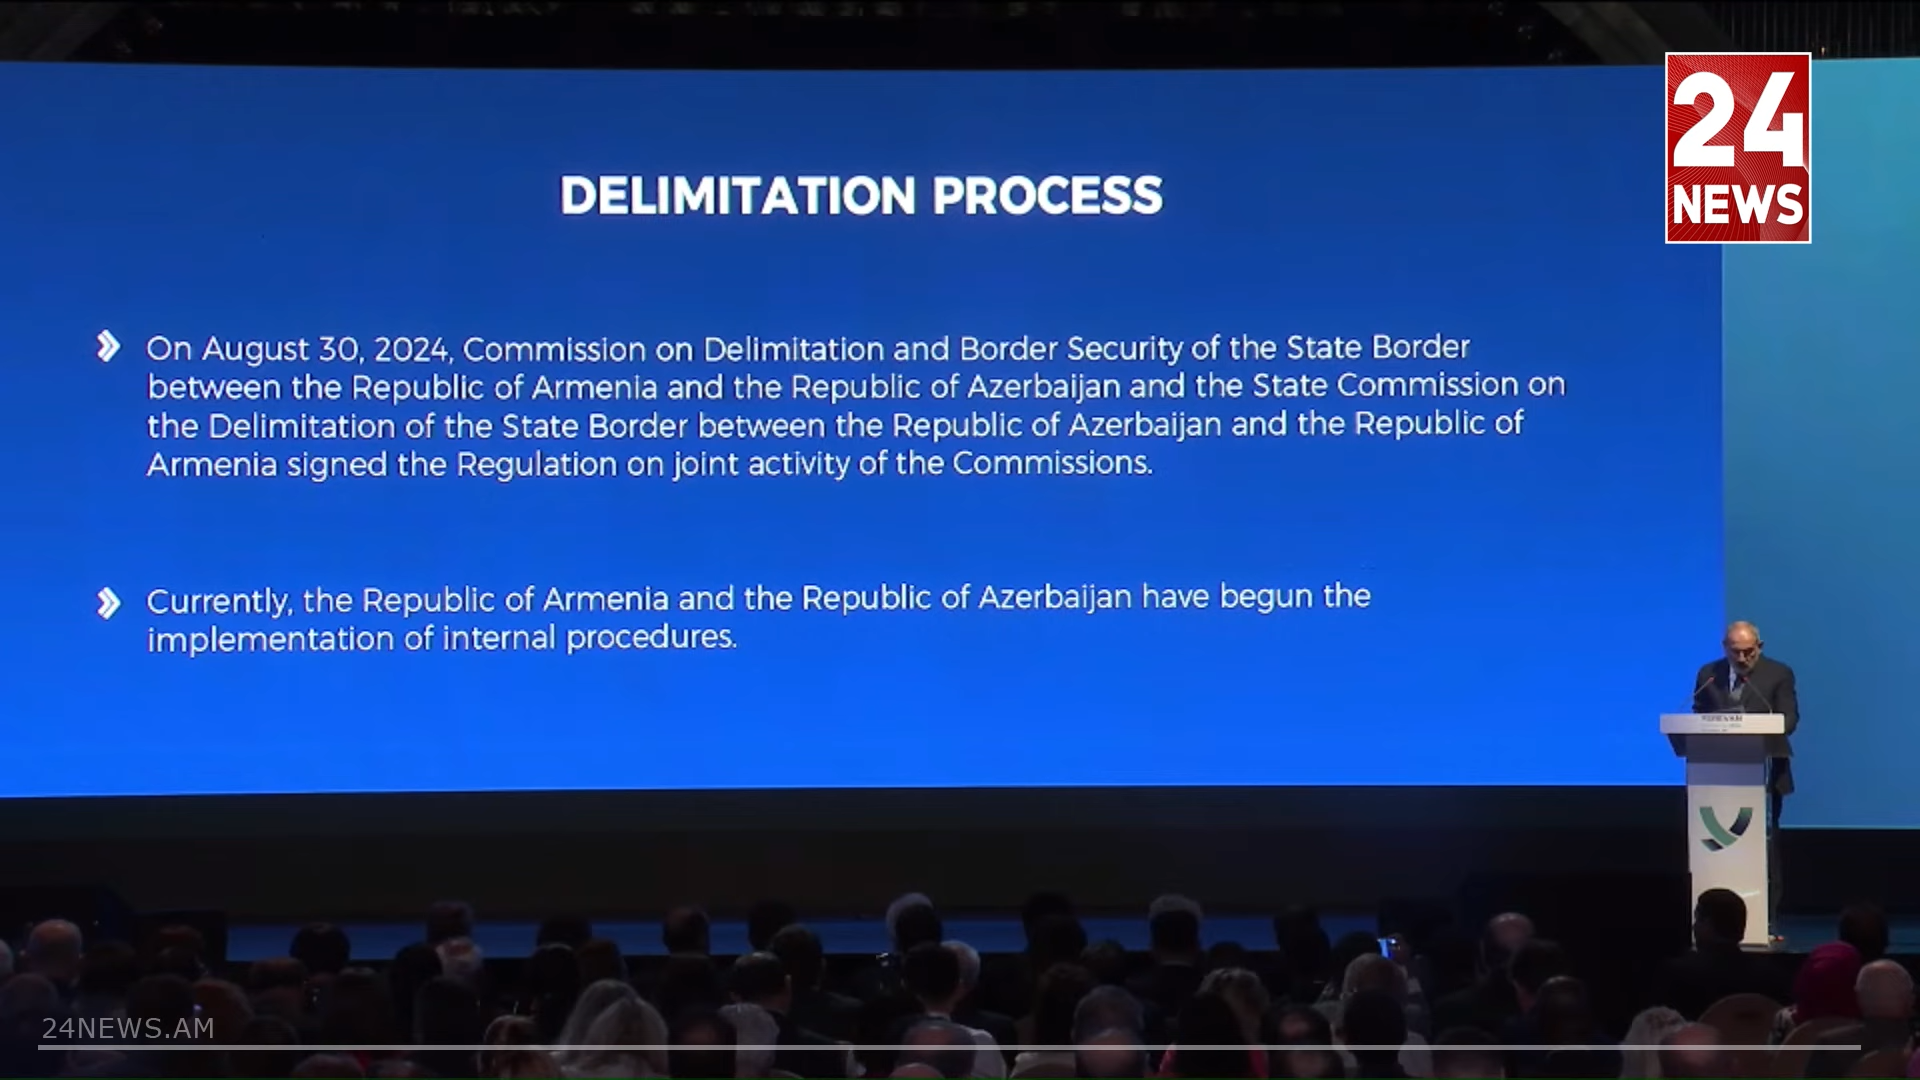 24
NEWS
DELIMITATION PROCESS
On August 30, 2024, Commission on Delimitation and Border Security of the State Border
between the Republic of Armenia and the Republic of Azerbaijan and the State Commission on
the Delimitation of the State Border between the Republic of Azerbaijan and the Republic of
Armenia signed the Regulation on joint activity of the Commissions.
Currently, the Republic of Armenia and the Republic of Azerbaijan have begun the
implementation of internal procedures.
24NEWS.AM